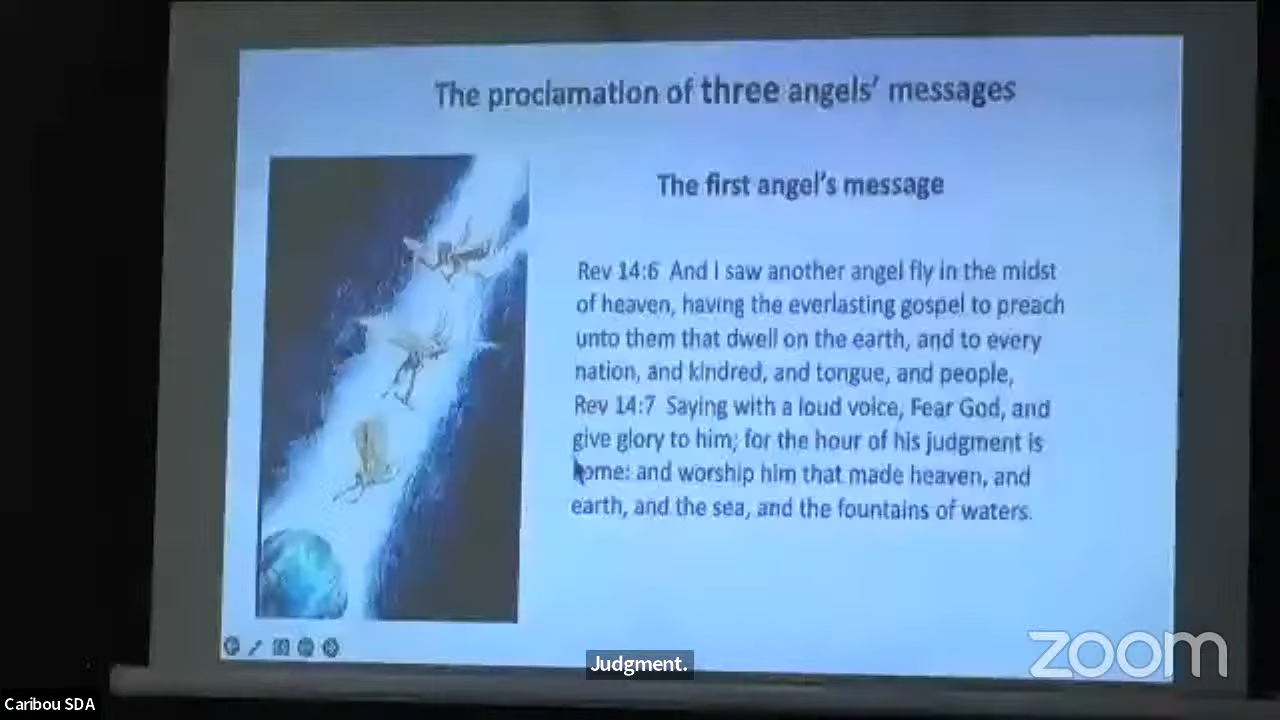 The proclamation of three angels' messages
The first angel's message
Rev 14:6 And I saw another angel fly in the midst
of heaven, having the everlasting gospel to preach
unto them that dwell on the earth, and to every
nation, and kindred, and tongue, and people,
Rev 14:7 Saying with a loud voice, Fear God, and
give glory to him; for the hour of his judgment is
come: and worship him that made heaven, and
earth, and the sea, and the fountains of waters.
zoom
Judgment.
Caribou SDA